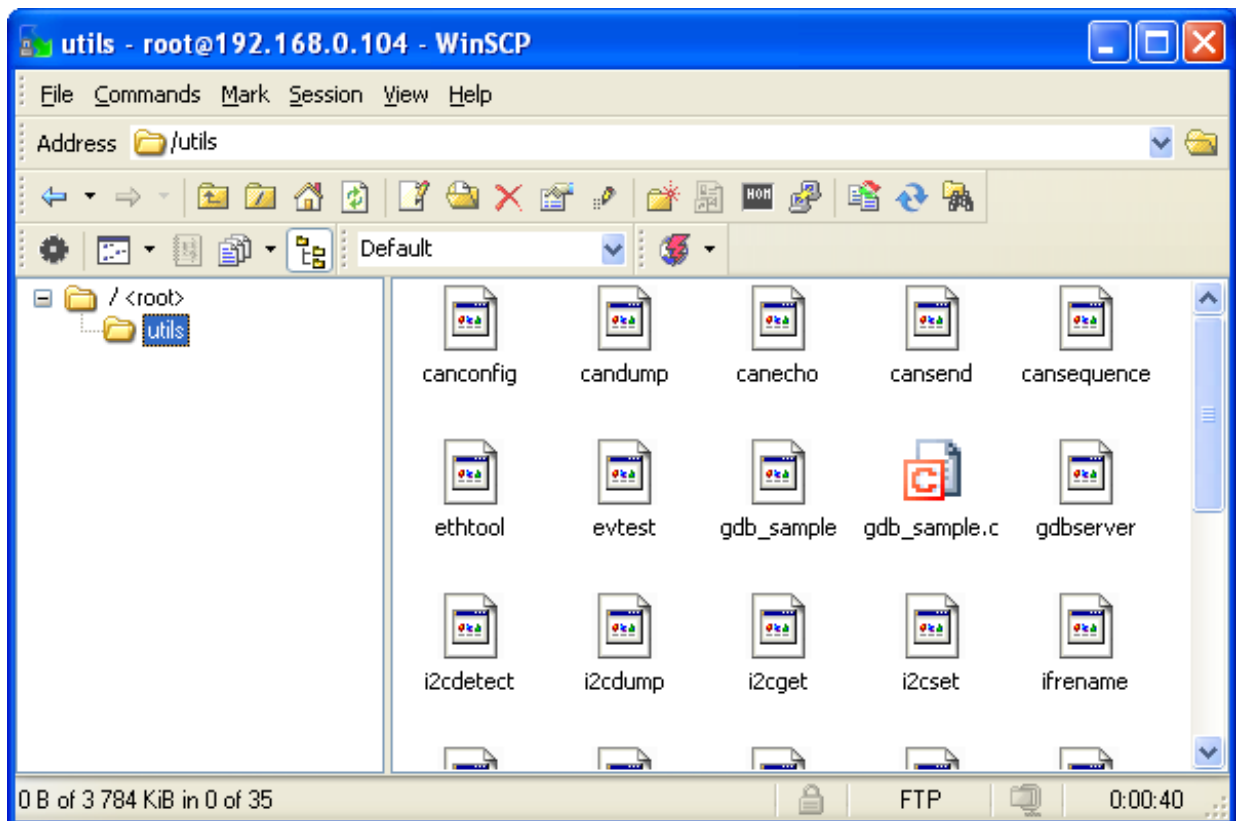 utils - root@192.168.0.104 - WinSCP
File Commands Mark Session View Help
Address /utils
Default
/ <root>
utils
canconfig candump canecho cansend cansequence
ethtool evtest gdb_sample gdb_sample.c gdbserver
i2cdetect i2cdump i2cget i2cset ifrename
0 B of 3 784 KiB in 0 of 35 FTP 0:00:40